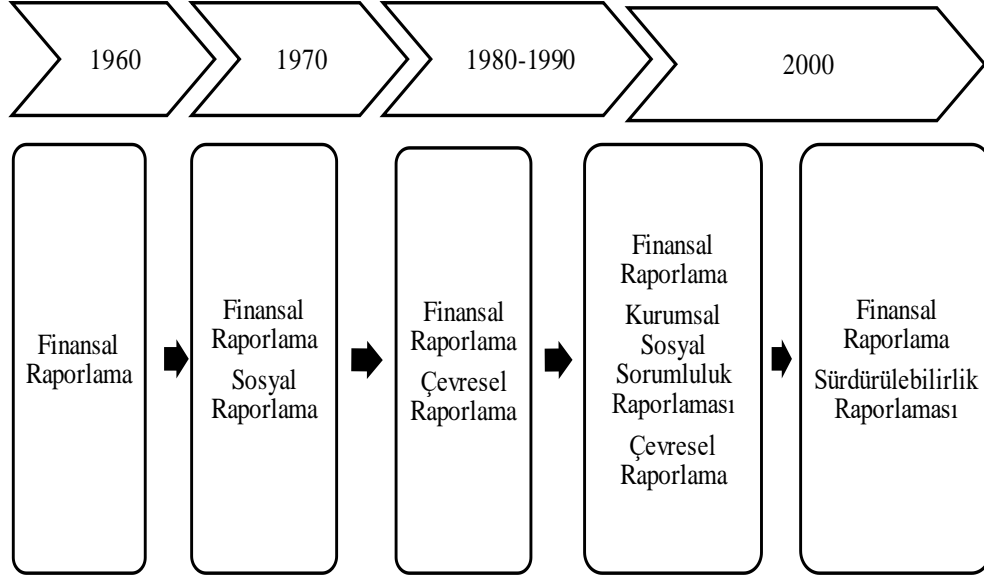 1960
1970
1980-1990
2000
Finansal
Raporlama
Finansal
Raporlama
Sosyal
Raporlama
Finansal
Raporlama
Çevresel
Raporlama
Finansal
Raporlama
Kurumsal
Sosyal
Sorumluluk
Raporlaması
Çevresel
Raporlama
Finansal
Raporlama
Sürdürülebilirlik
Raporlaması